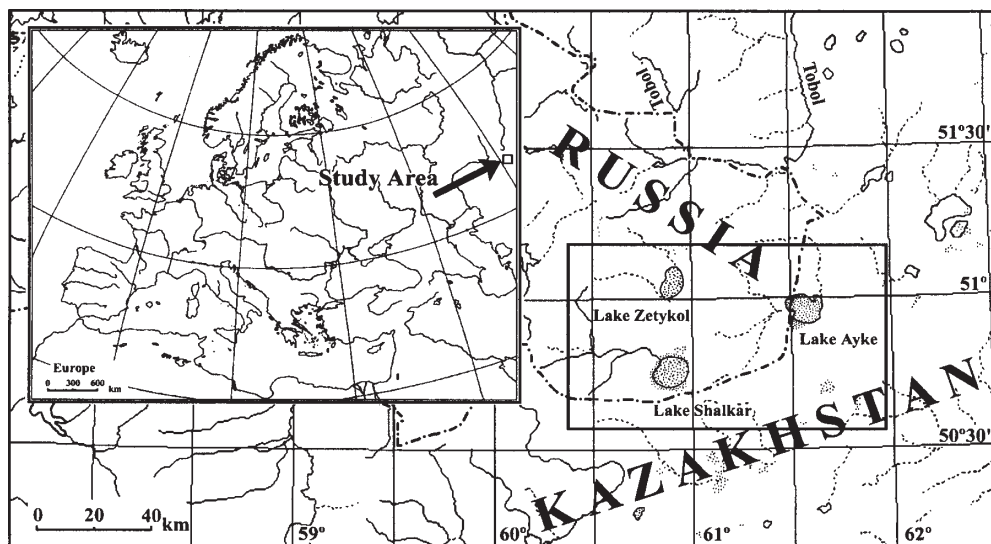 Study Area
Europe
0 300 600 km
Tobol
Tobol
51°30'
RUSSIA
51°
Lake Zetykol
Lake Ayke
Lake Shalkar
50°30'
KAZAKHSTAN
0 20 40 km
59°
60°
61°
62°